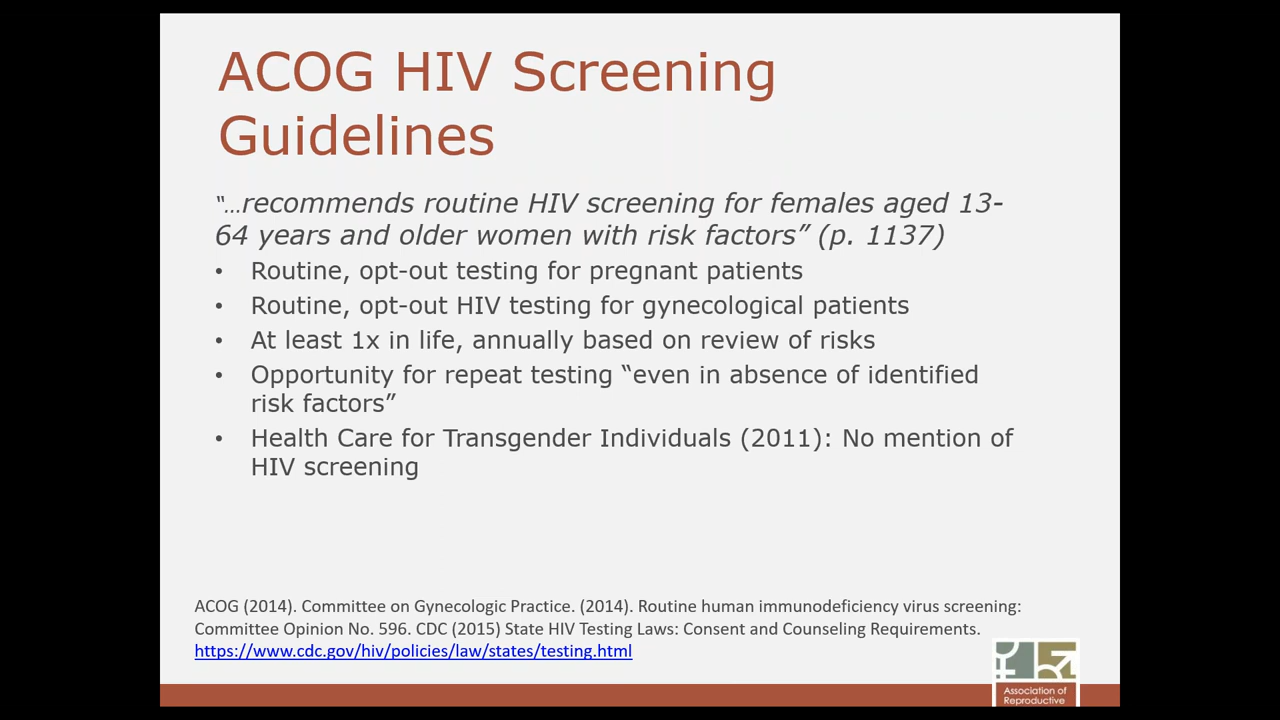 ACOG HIV Screening
Guidelines
“…recommends routine HIV screening for females aged 13-
64 years and older women with risk factors” (p. 1137)
• Routine, opt-out testing for pregnant patients
• Routine, opt-out HIV testing for gynecological patients
• At least 1x in life, annually based on review of risks
• Opportunity for repeat testing “even in absence of identified
risk factors”
• Health Care for Transgender Individuals (2011): No mention of
HIV screening
ACOG (2014). Committee on Gynecologic Practice. (2014). Routine human immunodeficiency virus screening:
Committee Opinion No. 596. CDC (2015) State HIV Testing Laws: Consent and Counseling Requirements.
https://www.cdc.gov/hiv/policies/law/states/testing.html
Association of
Reproductive